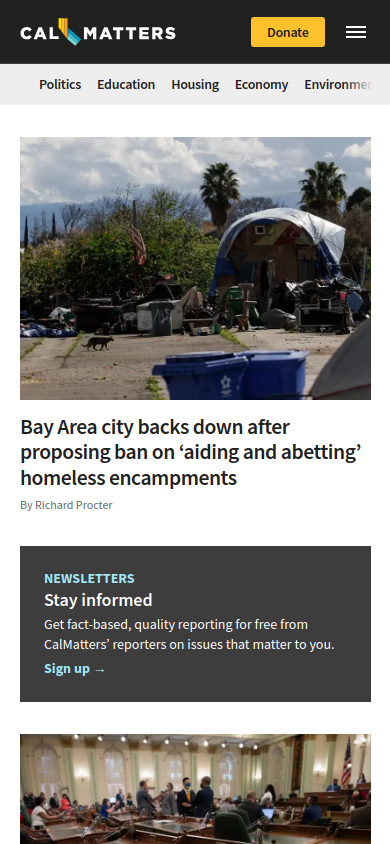 CALMATTERS
Donate
Politics Education Housing Economy Environmen
Bay Area city backs down after
proposing ban on ‘aiding and abetting’
homeless encampments
By Richard Procter
NEWSLETTERS
Stay informed
Get fact-based, quality reporting for free from
CalMatters’ reporters on issues that matter to you.
Sign up →